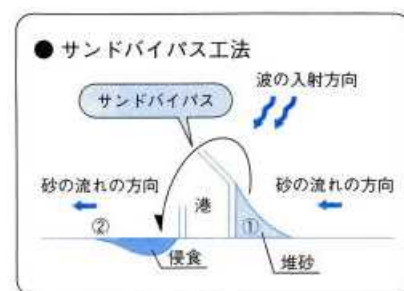 ● サンドバイパス工法
波の入射方向
サンドバイパス
砂の流れの方向
砂の流れの方向
港
①
②
侵食
堆砂